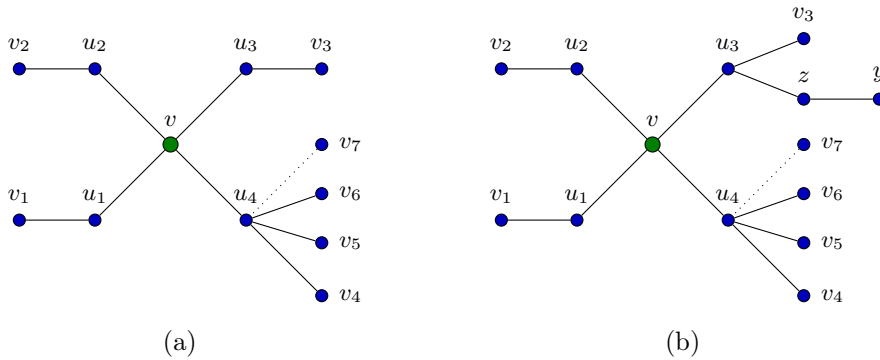 v₂ u₂ u₃ v₃
v
v₇
v₁ u₁ u₄ v₆
v₅
v₄
(a)
v₃
v₂ u₂ u₃ z y
v
v₇
v₁ u₁ u₄ v₆
v₅
v₄
(b)